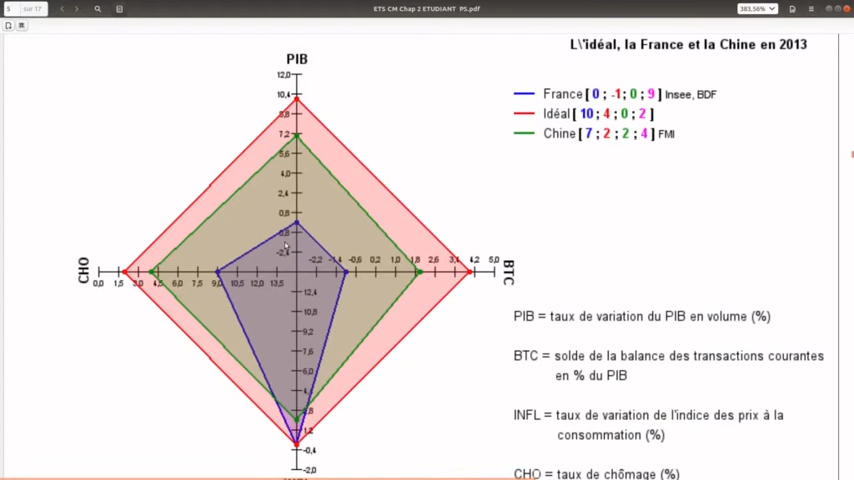 5 sur 17
ETS CM Chap 2 ETUDIANT PS.pdf
383,56%
L\'idéal, la France et la Chine en 2013
PIB
12,0
10,4
8,8
7,2
5,6
4,0
2,4
0,8
-0,8
-2,4
France [ 0 ; -1; 0 ; 9 ] Insee, BDF
Idéal [ 10 ; 4 ; 0 ; 2 ]
Chine [ 7 ; 2 ; 2 ; 4 ] FMI
CHO
0,0 1,5 3,0 4,5 6,0 7,5 9,0 10,5 12,0 13,5
-2,2 -1,4 -0,6 0,2 1,0 1,8 2,6 3,4 4,2 5,0
BTC
12,4
10,8
9,2
7,6
6,0
4,4
2,8
1,2
-0,4
-2,0
PIB = taux de variation du PIB en volume (%)
BTC = solde de la balance des transactions courantes
en % du PIB
INFL = taux de variation de l'indice des prix à la
consommation (%)
CHO = taux de chômage (%)